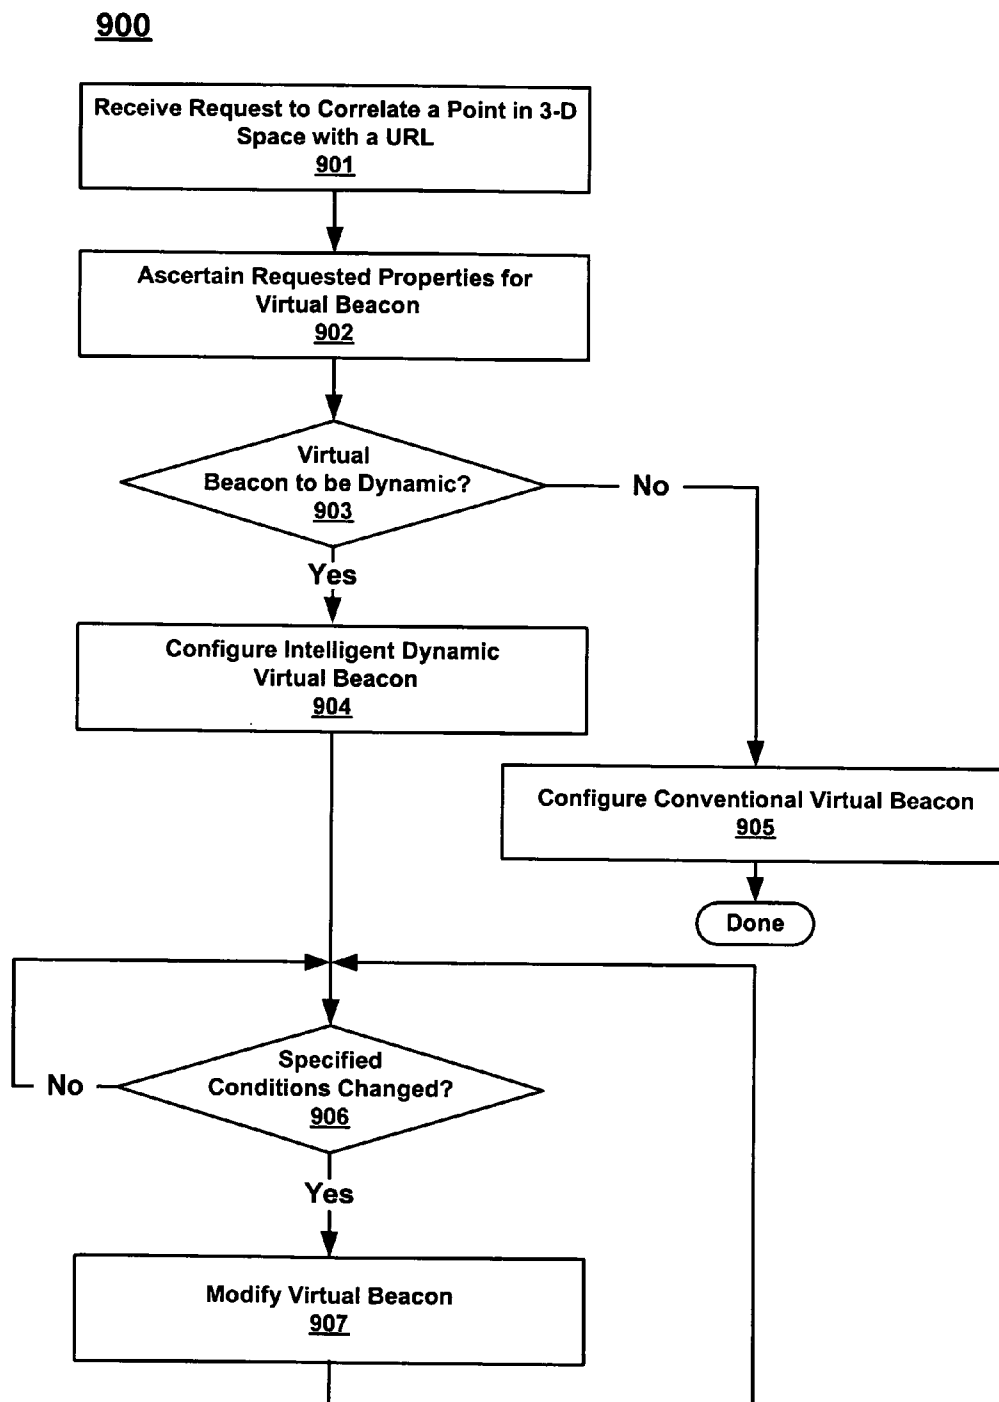 900
Receive Request to Correlate a Point in 3-D
Space with a URL
901
Ascertain Requested Properties for
Virtual Beacon
902
Virtual
Beacon to be Dynamic?
903
No
Yes
Configure Intelligent Dynamic
Virtual Beacon
904
Configure Conventional Virtual Beacon
905
Done
Specified
Conditions Changed?
906
No
Yes
Modify Virtual Beacon
907